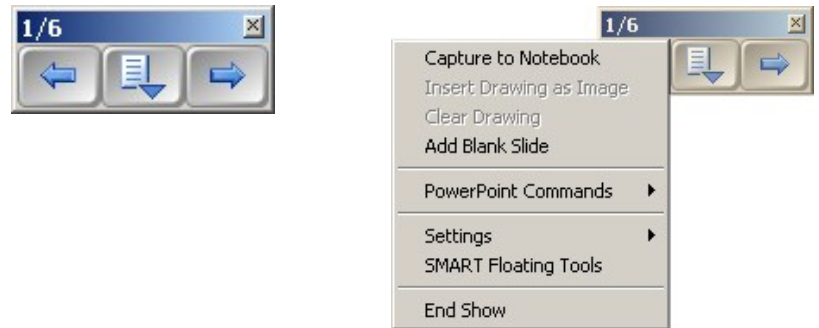 1/6
1/6
Capture to Notebook
Insert Drawing as Image
Clear Drawing
Add Blank Slide
PowerPoint Commands
Settings
SMART Floating Tools
End Show